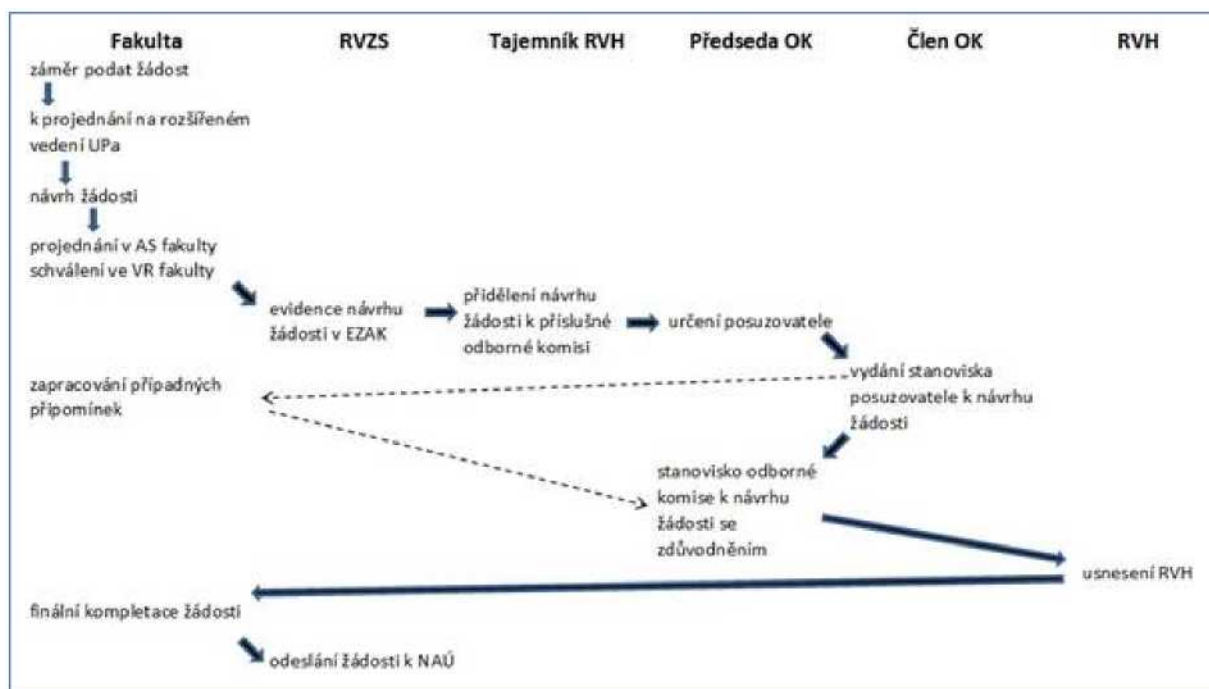 Fakulta
RVZS
Tajemník RVH
Předseda OK
Člen OK
RVH
záměr podat žádost
k projednání na rozšířeném
vedení UPa
návrh žádosti
projednání v AS fakulty
schválení ve VR fakulty
evidence návrhu
žádosti v EZAK
přidělení návrhu
žádosti k příslušné
odborné komisi
určení posuzovatele
vydání stanoviska
posuzovatele k návrhu
žádosti
zapracování případných
připomínek
stanovisko odborné
komise k návrhu
žádosti se
zdůvodněním
usnesení RVH
finální kompletace žádosti
odeslání žádosti k NAÚ